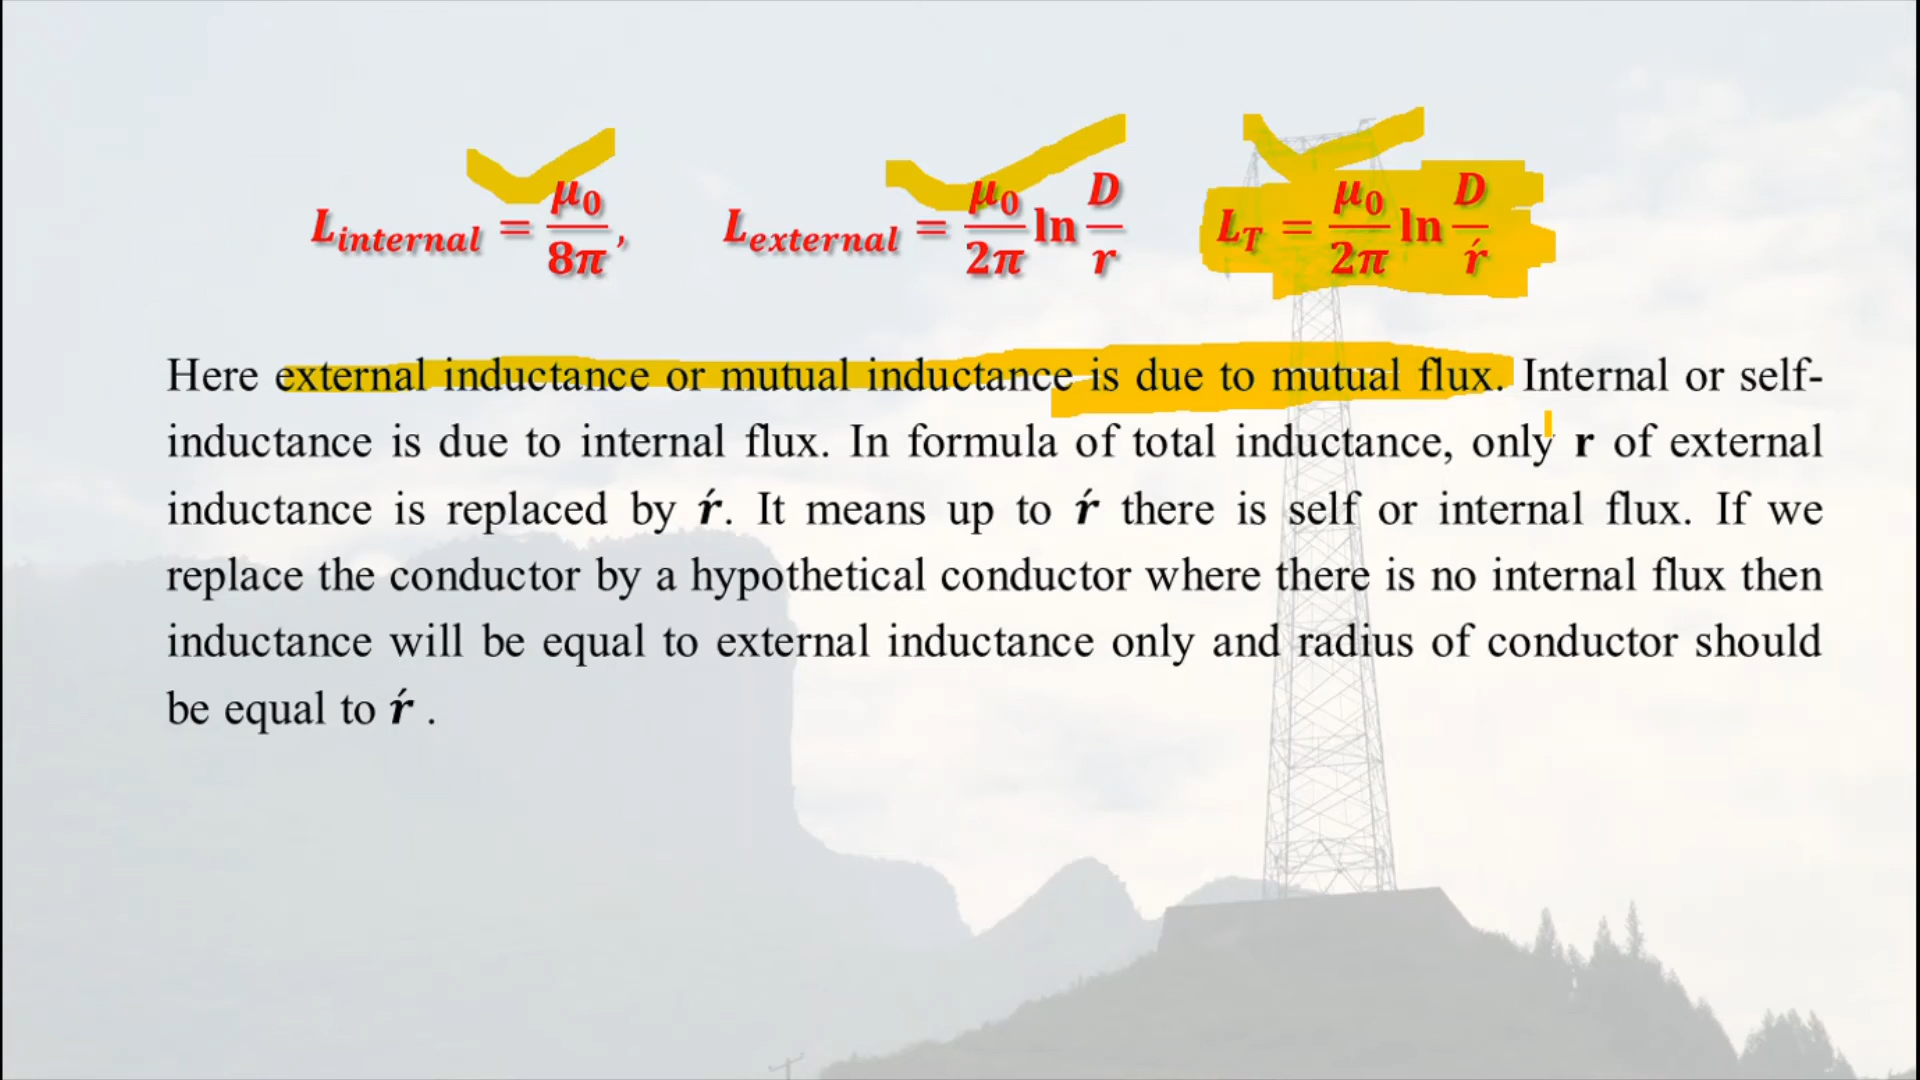 L_internal = μ₀/8π, L_external = μ₀/2π ln D/r L_T = μ₀/2π ln D/ŕ
Here external inductance or mutual inductance is due to mutual flux. Internal or self-
inductance is due to internal flux. In formula of total inductance, only r of external
inductance is replaced by ŕ. It means up to ŕ there is self or internal flux. If we
replace the conductor by a hypothetical conductor where there is no internal flux then
inductance will be equal to external inductance only and radius of conductor should
be equal to ŕ .